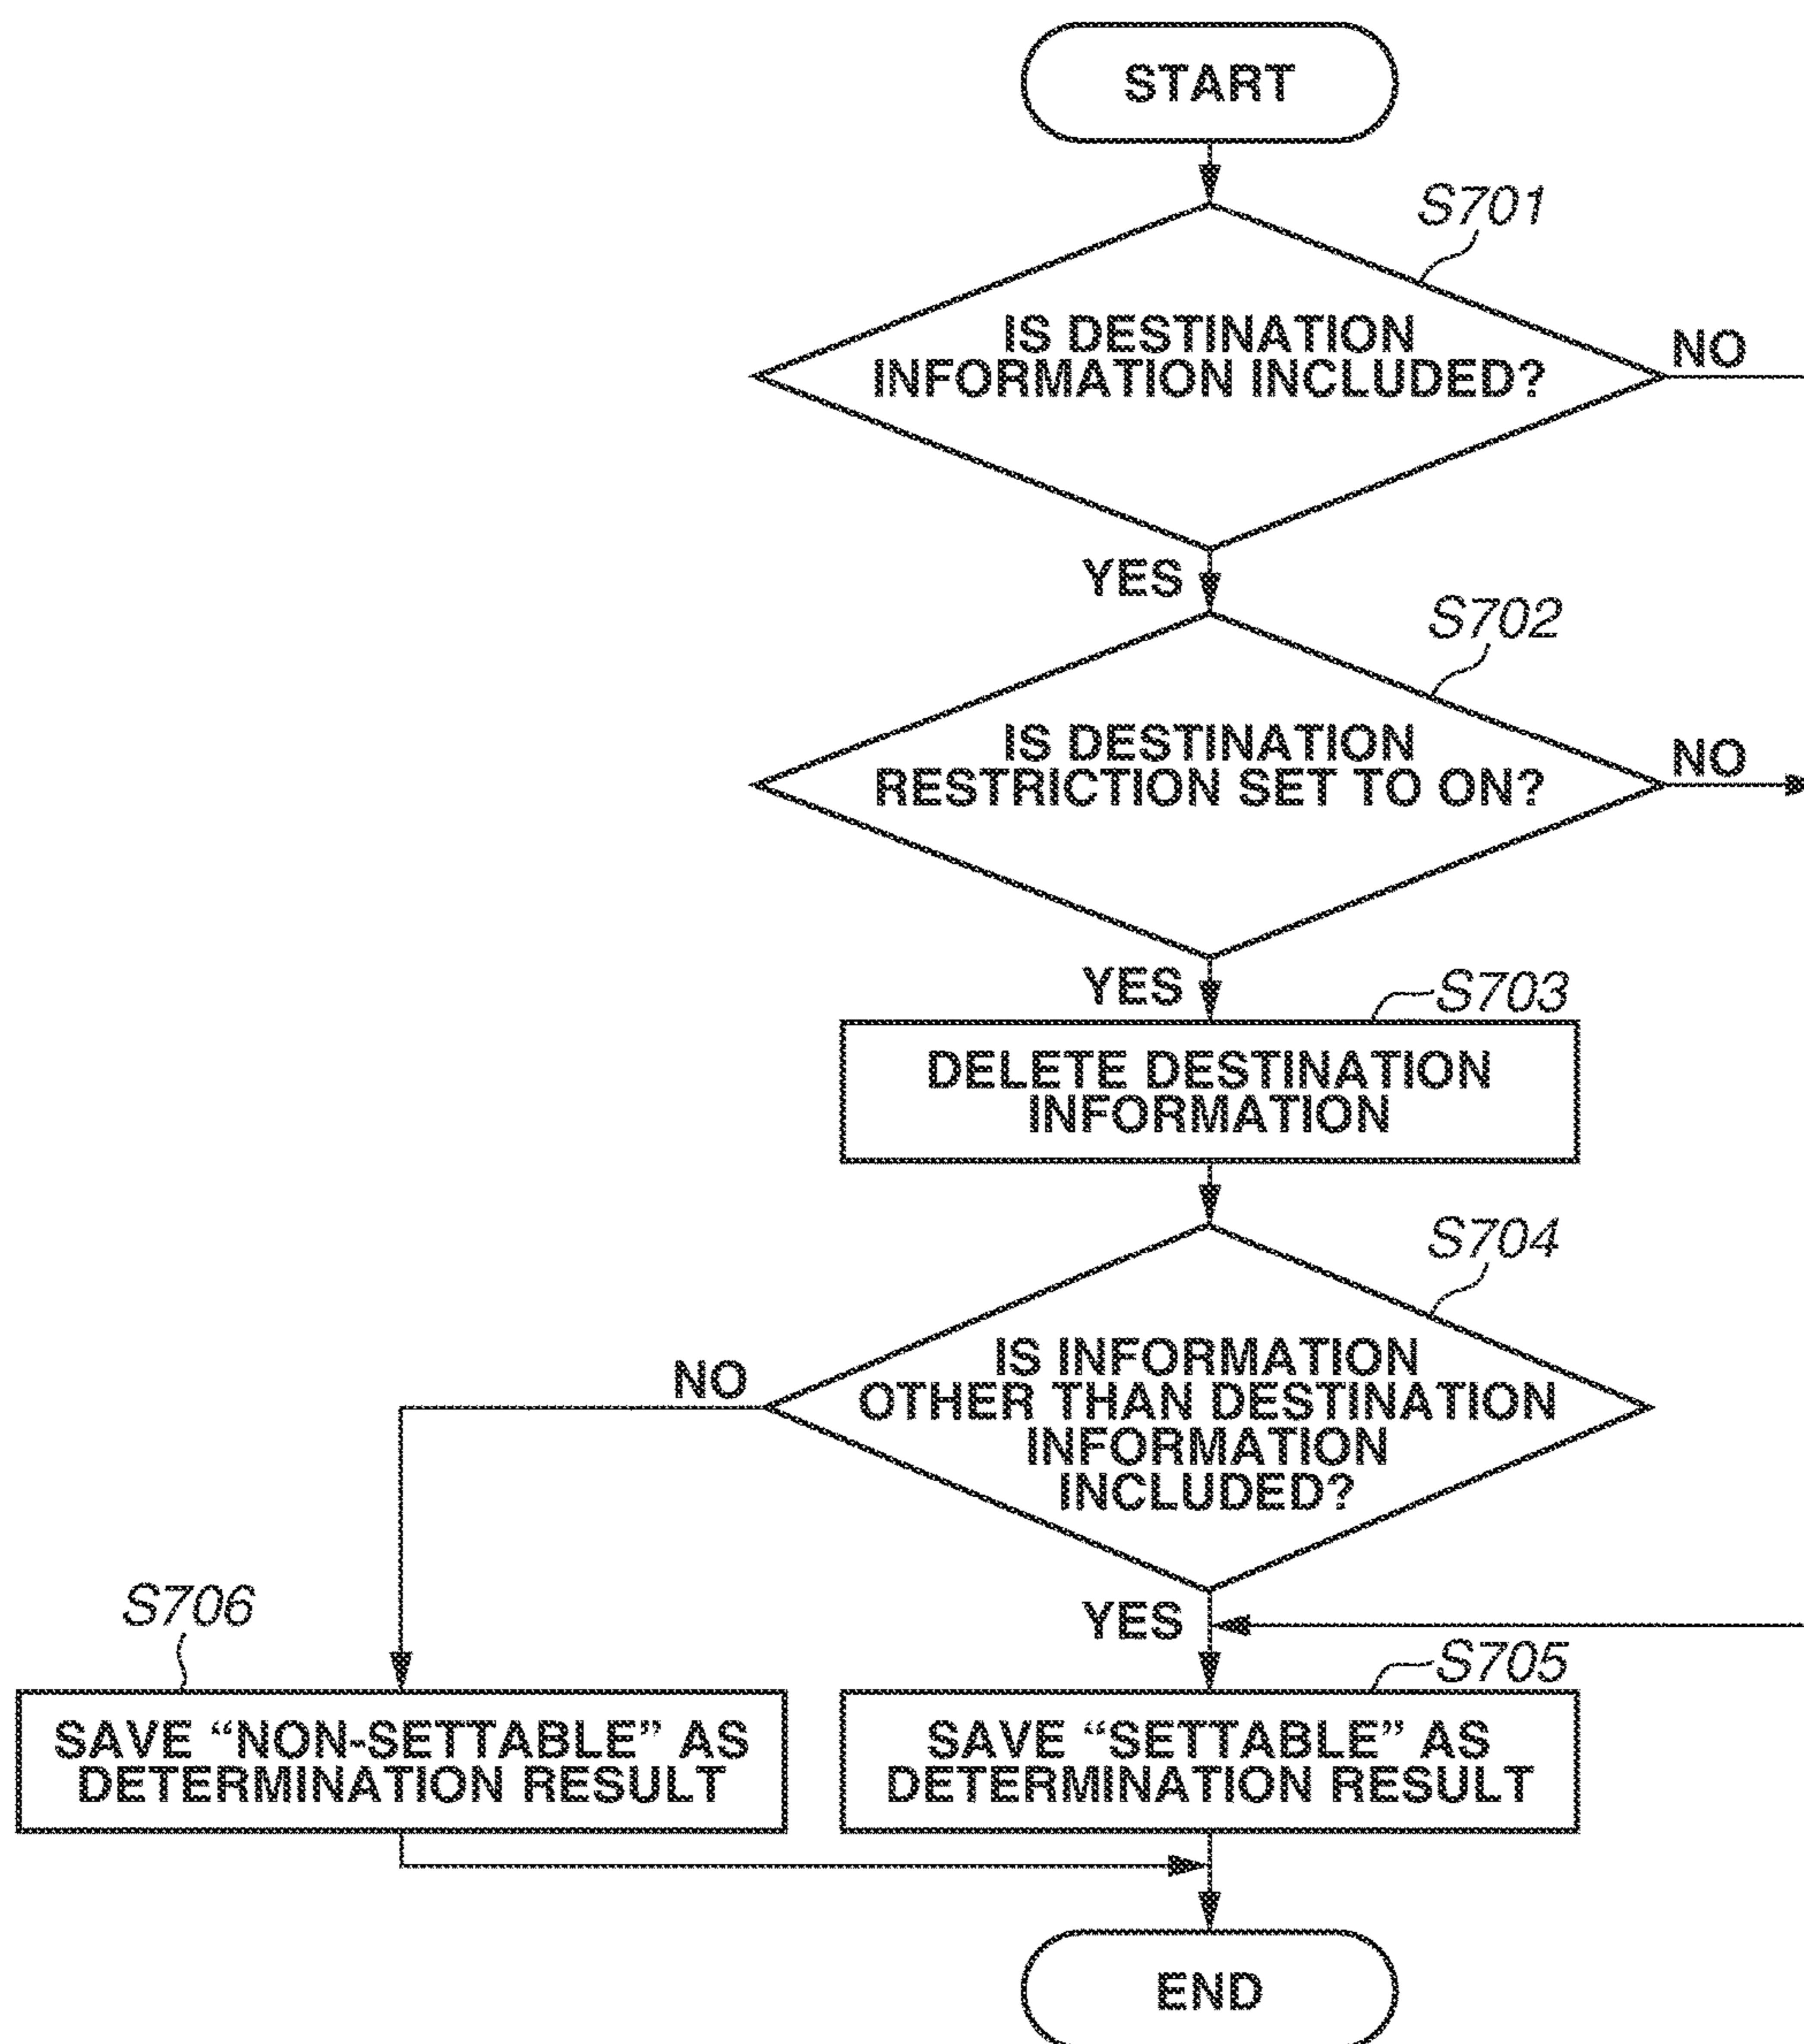 START
S701
IS DESTINATION
INFORMATION INCLUDED?
NO
YES
S702
IS DESTINATION
RESTRICTION SET TO ON?
NO
YES
S703
DELETE DESTINATION
INFORMATION
S704
IS INFORMATION
OTHER THAN DESTINATION
INFORMATION
INCLUDED?
NO
YES
S706
SAVE “NON-SETTABLE” AS
DETERMINATION RESULT
S705
SAVE “SETTABLE” AS
DETERMINATION RESULT
END